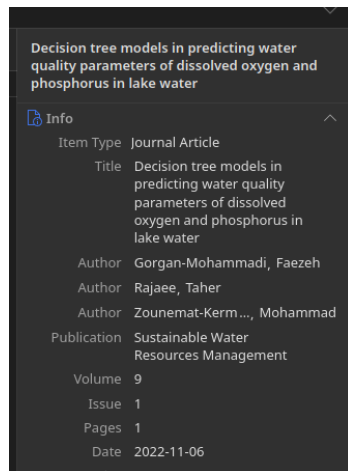 Decision tree models in predicting water
quality parameters of dissolved oxygen and
phosphorus in lake water
Info
Item Type Journal Article
Title Decision tree models in
predicting water quality
parameters of dissolved
oxygen and phosphorus in
lake water
Author Gorgan-Mohammadi, Faezeh
Author Rajaee, Taher
Author Zounemat-Kerm..., Mohammad
Publication Sustainable Water
Resources Management
Volume 9
Issue 1
Pages 1
Date 2022-11-06